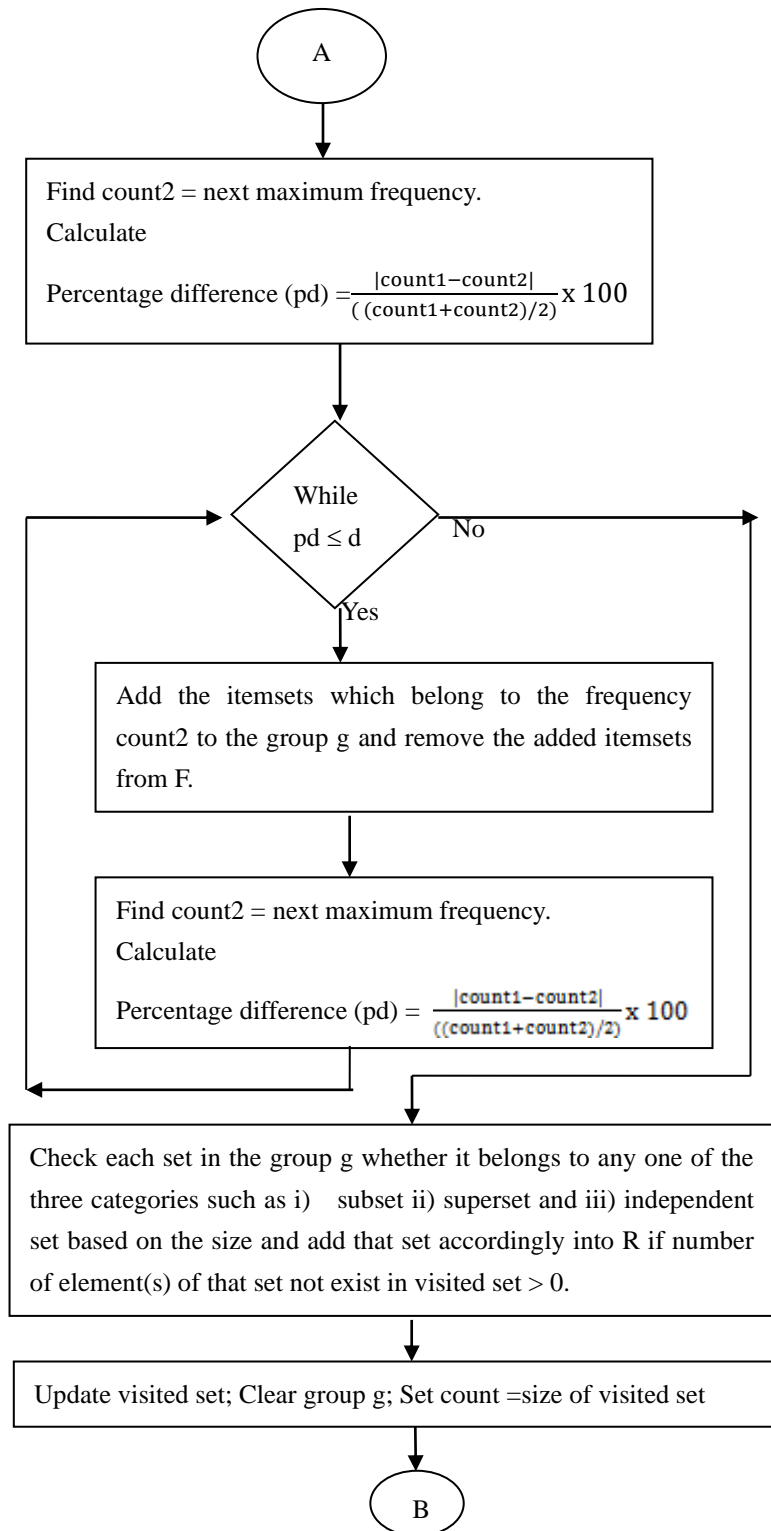 A
Find count2 = next maximum frequency.
Calculate
Percentage difference (pd) = |count1−count2| / ( (count1+count2)/2) x 100
While
pd ≤ d
No
Yes
Add the itemsets which belong to the frequency
count2 to the group g and remove the added itemsets
from F.
Find count2 = next maximum frequency.
Calculate
Percentage difference (pd) = |count1−count2| / ((count1+count2)/2) x 100
Check each set in the group g whether it belongs to any one of the
three categories such as i) subset ii) superset and iii) independent
set based on the size and add that set accordingly into R if number
of element(s) of that set not exist in visited set > 0.
Update visited set; Clear group g; Set count =size of visited set
B